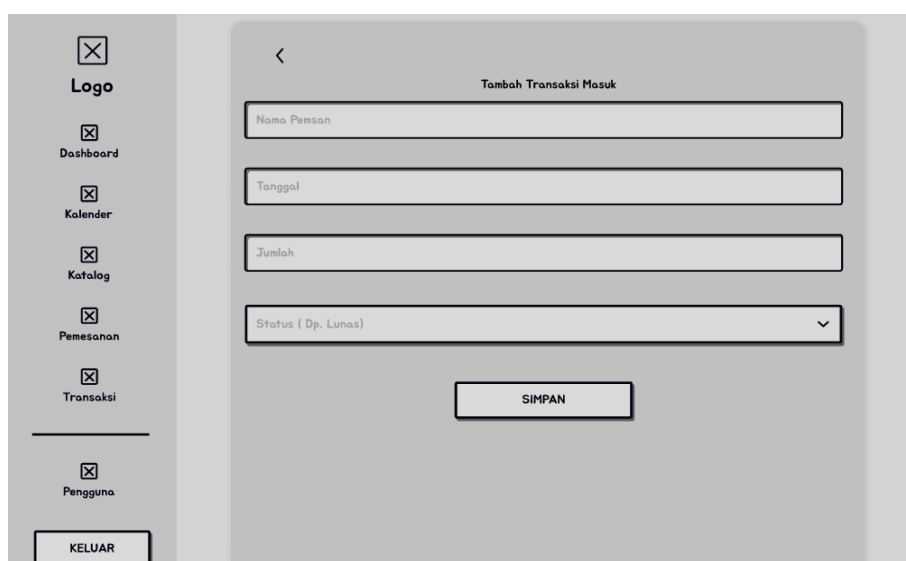 Logo
Dashboard
Kalender
Katalog
Pemesanan
Transaksi
Pengguna
KELUAR
Tambah Transaksi Masuk
Nama Pemsan
Tanggal
Jumlah
Status ( Dp. Lunas)
SIMPAN